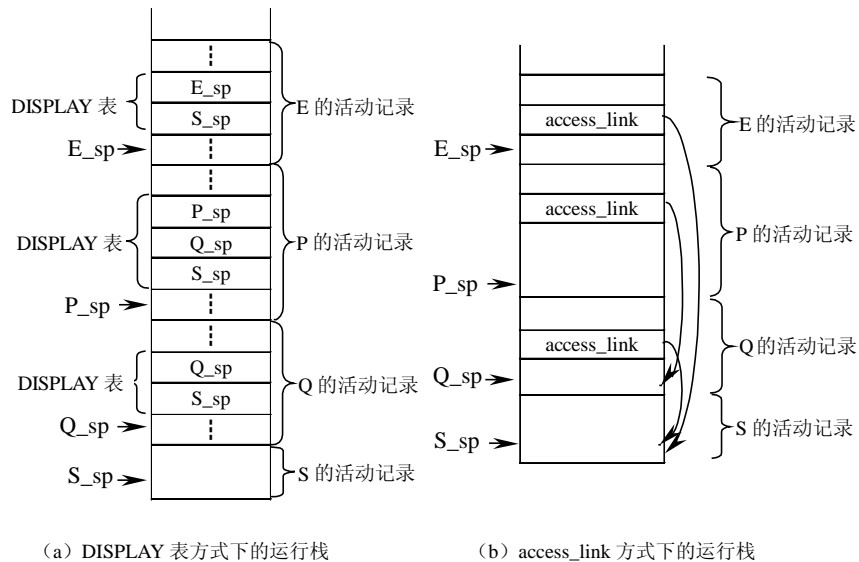 E_sp
DISPLAY 表
S_sp
E 的活动记录
E_sp
P_sp
DISPLAY 表
Q_sp
P 的活动记录
S_sp
P_sp
Q_sp
DISPLAY 表
S_sp
Q 的活动记录
Q_sp
S_sp
S 的活动记录
(a) DISPLAY 表方式下的运行栈
access_link
E 的活动记录
E_sp
access_link
P 的活动记录
P_sp
access_link
Q 的活动记录
Q_sp
S 的活动记录
S_sp
(b) access_link 方式下的运行栈